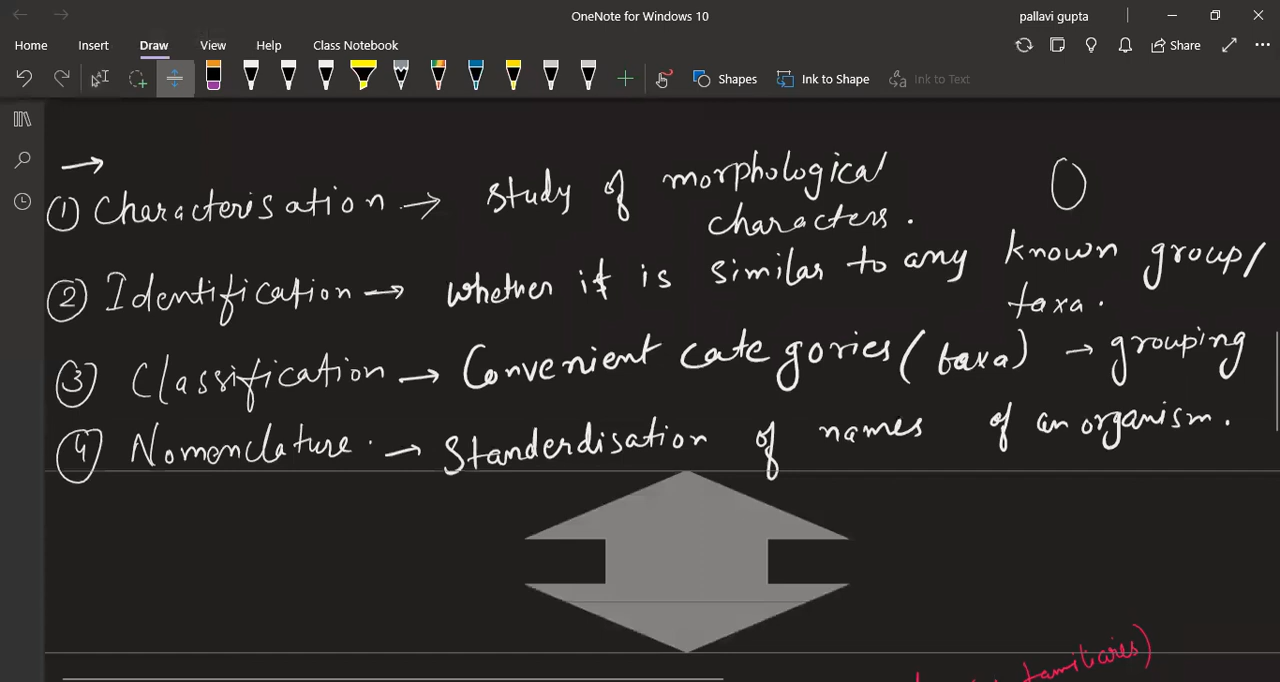 OneNote for Windows 10
pallavi gupta
Home Insert Draw View Help Class Notebook Share
Shapes Ink to Shape Ink to Text
① Characterisation → study of morphological
characters.
② Identification → whether it is similar to any known group/
taxa.
③ Classification → Convenient categories (taxa) → grouping
④ Nomenclature. → Standerdisation of names of an organism.
familiaries)